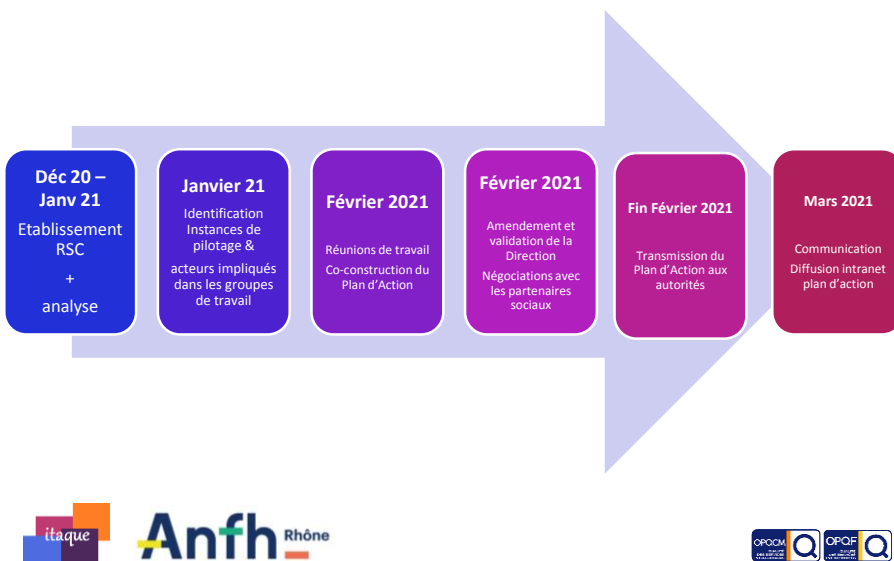 Déc 20 –
Janv 21
Etablissement
RSC
+
analyse
Janvier 21
Identification
Instances de
pilotage &
acteurs impliqués
dans les groupes
de travail
Février 2021
Réunions de travail
Co-construction du
Plan d’Action
Février 2021
Amendement et
validation de la
Direction
Négociations avec
les partenaires
sociaux
Fin Février 2021
Transmission du
Plan d’Action aux
autorités
Mars 2021
Communication
Diffusion intranet
plan d’action
itaque
Anfh Rhône
OPQCM
OPQF